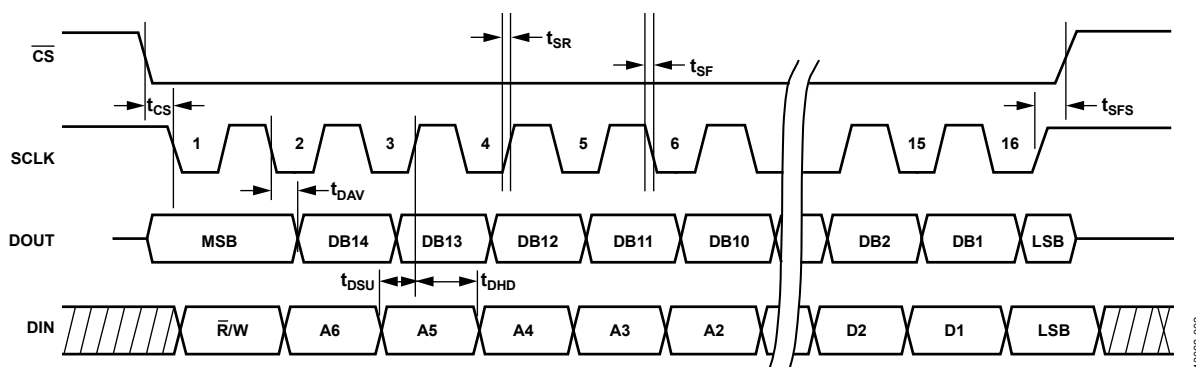 CS
tSR
tSF
tCS
tSFS
SCLK
1
2
3
4
5
6
15
16
tDAV
DOUT
MSB
DB14
DB13
DB12
DB11
DB10
DB2
DB1
LSB
tDSU
tDHD
DIN
R̅/W
A6
A5
A4
A3
A2
D2
D1
LSB